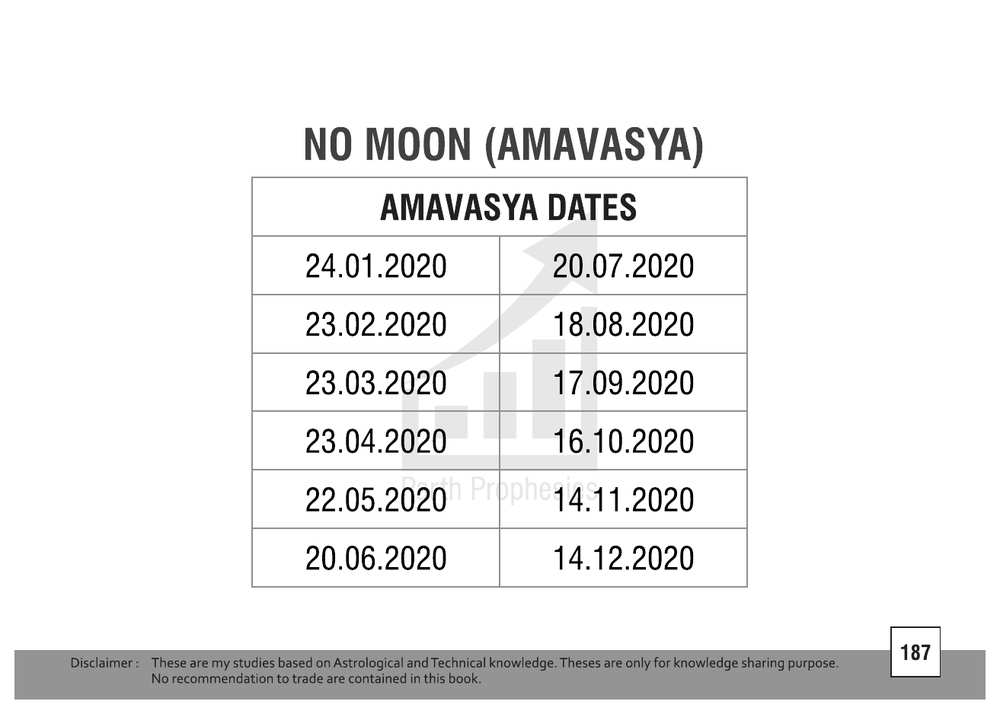 NO MOON (AMAVASYA)
AMAVASYA DATES
24.01.2020 20.07.2020
23.02.2020 18.08.2020
23.03.2020 17.09.2020
23.04.2020 16.10.2020
Parth Prophecies
22.05.2020 14.11.2020
20.06.2020 14.12.2020
187
Disclaimer : These are my studies based on Astrological and Technical knowledge. Theses are only for knowledge sharing purpose.
No recommendation to trade are contained in this book.